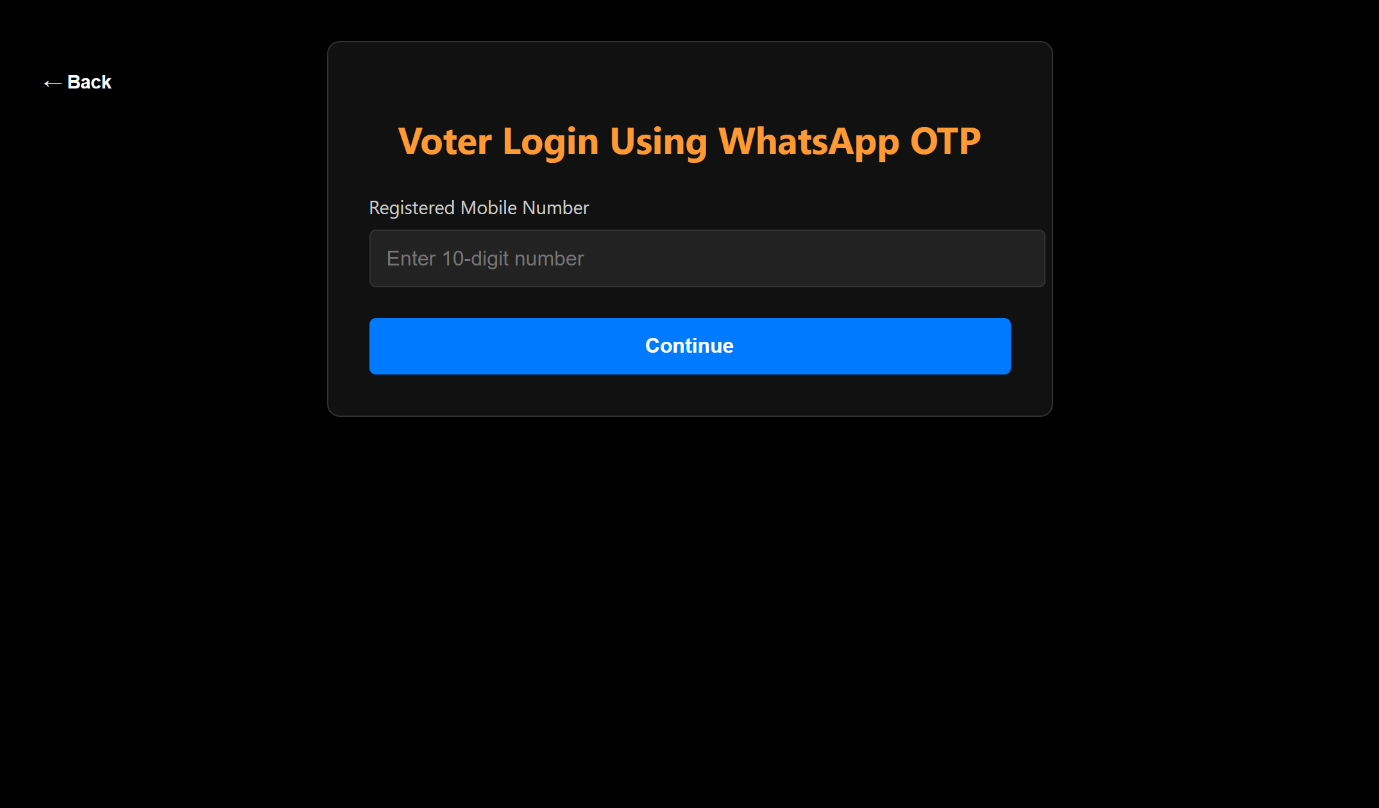 ← Back
Voter Login Using WhatsApp OTP
Registered Mobile Number
Enter 10-digit number
Continue